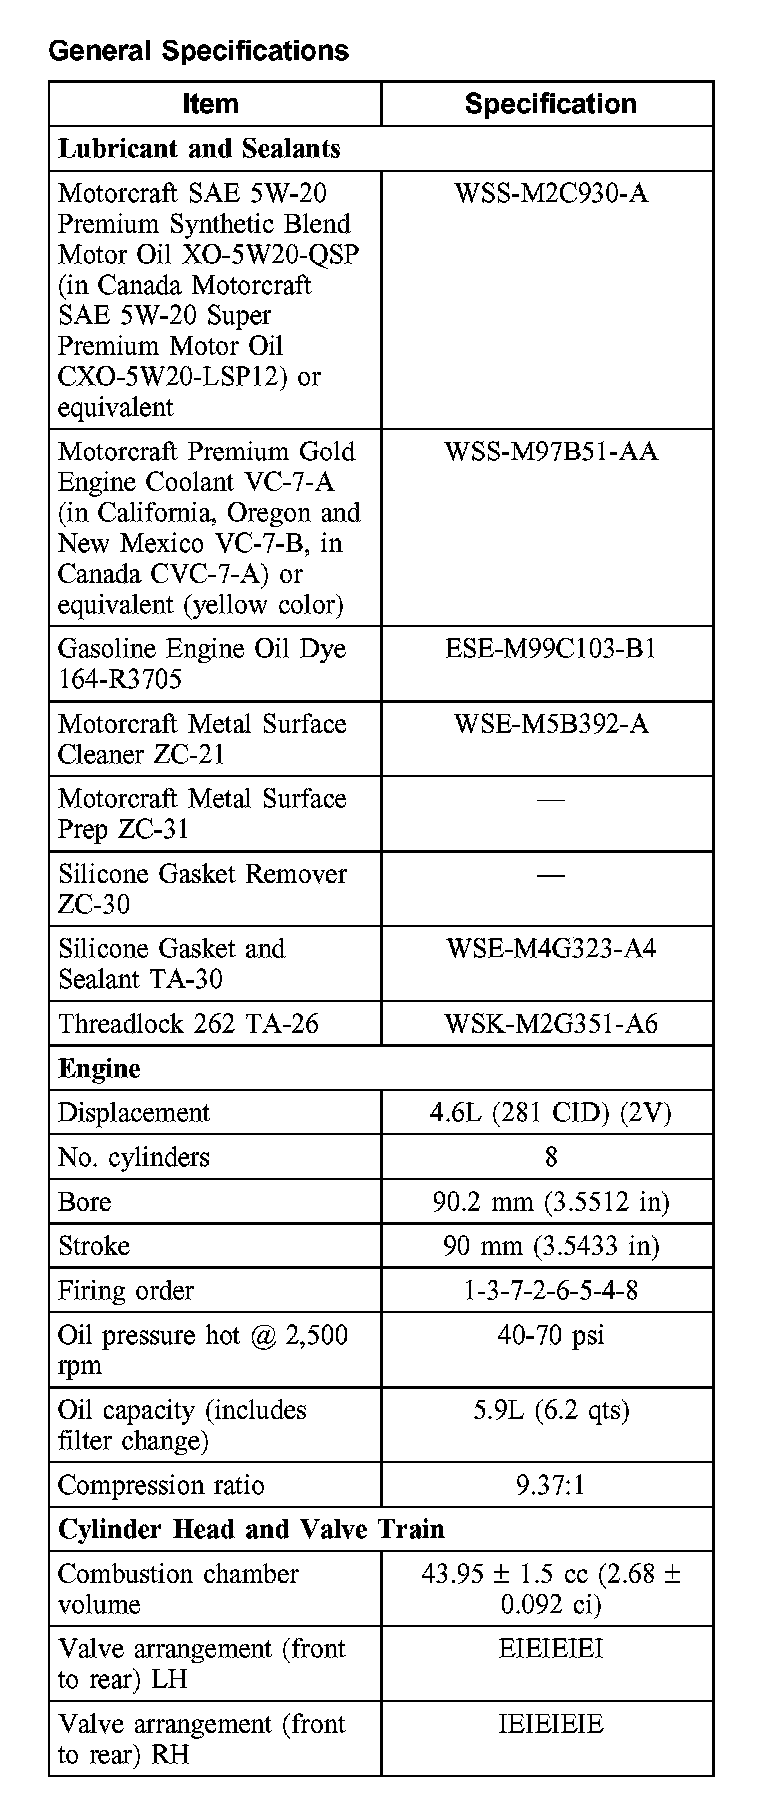 General Specifications
Item Specification
Lubricant and Sealants
Motorcraft SAE 5W-20 WSS-M2C930-A
Premium Synthetic Blend
Motor Oil XO-5W20-QSP
(in Canada Motorcraft
SAE 5W-20 Super
Premium Motor Oil
CXO-5W20-LSP12) or
equivalent
Motorcraft Premium Gold WSS-M97B51-AA
Engine Coolant VC-7-A
(in California, Oregon and
New Mexico VC-7-B, in
Canada CVC-7-A) or
equivalent (yellow color)
Gasoline Engine Oil Dye ESE-M99C103-B1
164-R3705
Motorcraft Metal Surface WSE-M5B392-A
Cleaner ZC-21
Motorcraft Metal Surface —
Prep ZC-31
Silicone Gasket Remover —
ZC-30
Silicone Gasket and WSE-M4G323-A4
Sealant TA-30
Threadlock 262 TA-26 WSK-M2G351-A6
Engine
Displacement 4.6L (281 CID) (2V)
No. cylinders 8
Bore 90.2 mm (3.5512 in)
Stroke 90 mm (3.5433 in)
Firing order 1-3-7-2-6-5-4-8
Oil pressure hot @ 2,500 40-70 psi
rpm
Oil capacity (includes 5.9L (6.2 qts)
filter change)
Compression ratio 9.37:1
Cylinder Head and Valve Train
Combustion chamber 43.95 ± 1.5 cc (2.68 ±
volume 0.092 ci)
Valve arrangement (front EIEIEIEI
to rear) LH
Valve arrangement (front IEIEIEIE
to rear) RH